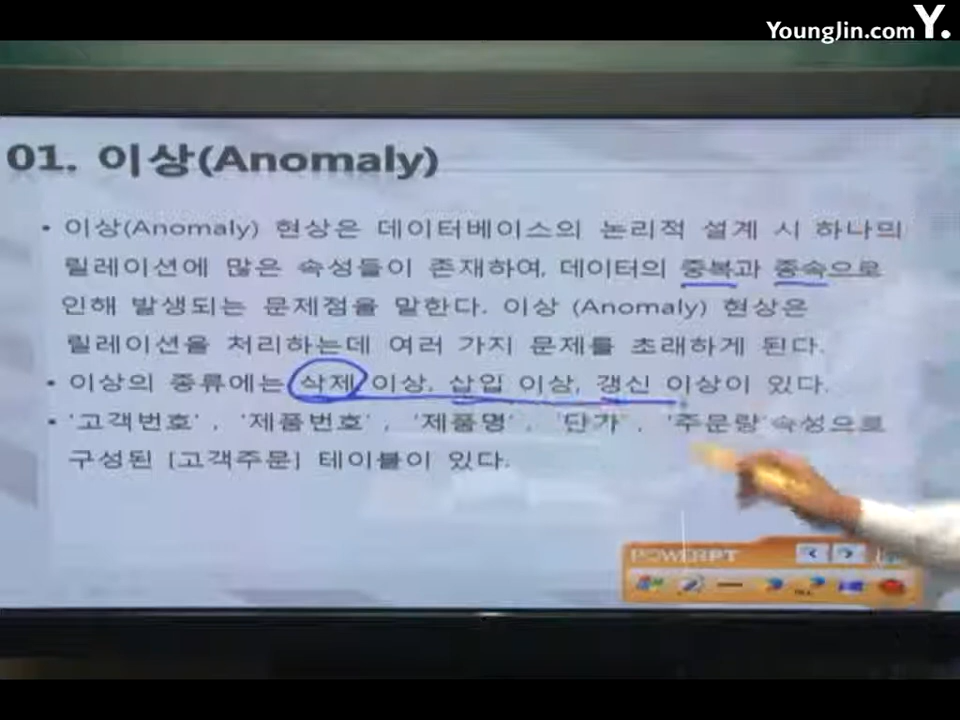 YoungJin.com Y.
01. 이상(Anomaly)
• 이상(Anomaly) 현상은 데이터베이스의 논리적 설계 시 하나의
릴레이션에 많은 속성들이 존재하여, 데이터의 중복과 종속으로
인해 발생되는 문제점을 말한다. 이상 (Anomaly) 현상은
릴레이션을 처리하는데 여러 가지 문제를 초래하게 된다.
• 이상의 종류에는 삭제 이상, 삽입 이상, 갱신 이상이 있다.
• '고객번호', '제품번호', '제품명', '단가', '주문량'속성으로
구성된 [고객주문] 테이블이 있다.
POWERPT